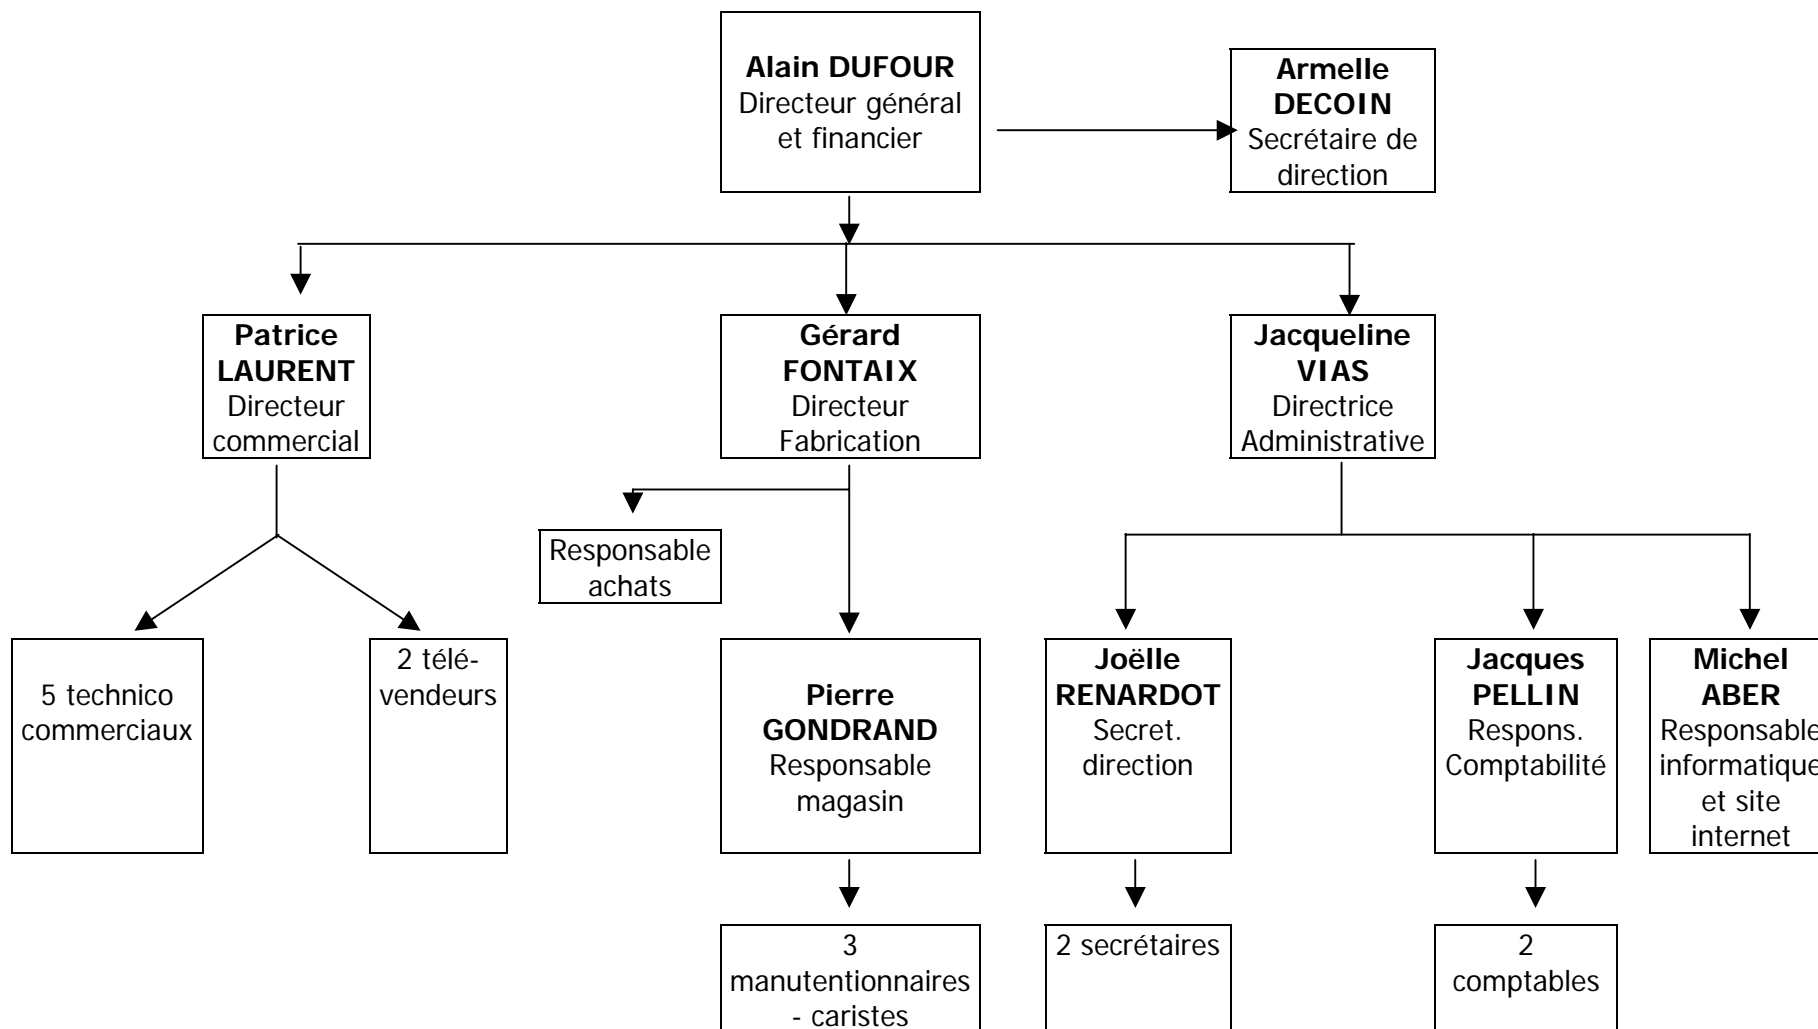 Alain DUFOUR
Directeur général
et financier
Armelle
DECOIN
Secrétaire de
direction
Patrice
LAURENT
Directeur
commercial
Gérard
FONTAIX
Directeur
Fabrication
Jacqueline
VIAS
Directrice
Administrative
Responsable
achats
5 technico
commerciaux
2 télé-
vendeurs
Pierre
GONDRAND
Responsable
magasin
Joëlle
RENARDOT
Secret.
direction
Jacques
PELLIN
Respons.
Comptabilité
Michel
ABER
Responsable
informatique
et site
internet
3
manutentionnaires
- caristes
2 secrétaires
2
comptables